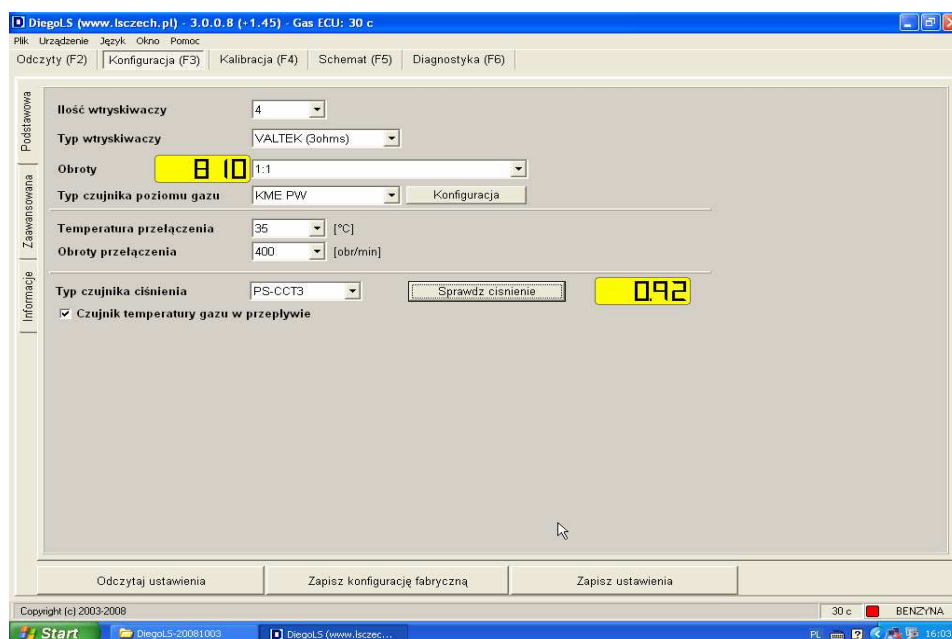 DiegoLS (www.lsczech.pl) - 3.0.0.8 (+1.45) - Gas ECU: 30 c
Plik Urządzenie Język Okno Pomoc
Odczyty (F2) Konfiguracja (F3) Kalibracja (F4) Schemat (F5) Diagnostyka (F6)
Podstawowa
Zaawansowana
Informacje
Ilość wtryskiwaczy 4
Typ wtryskiwaczy VALTEK (3ohms)
Obroty 810 1:1
Typ czujnika poziomu gazu KME PW Konfiguracja
Temperatura przełączenia 35 [°C]
Obroty przełączenia 400 [obr/min]
Typ czujnika ciśnienia PS-CCT3 Sprawdz cisnienie 0.92
Czujnik temperatury gazu w przepływie
Odczytaj ustawienia Zapisz konfigurację fabryczną Zapisz ustawienia
Copyright (c) 2003-2008 30 c BENZYNA
Start DiegoLS-20081003 DiegoLS (www.lsczec... PL 16:03